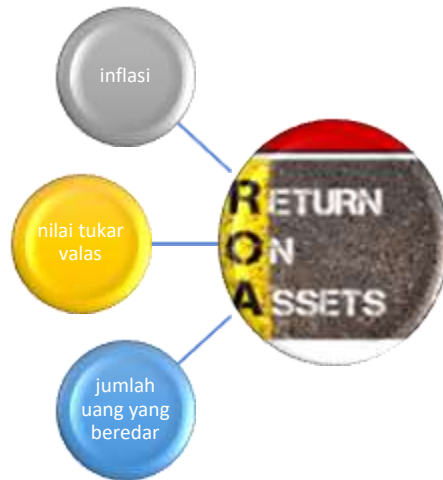 inflasi
nilai tukar
valas
jumlah
uang yang
beredar
RETURN
ON
ASSETS